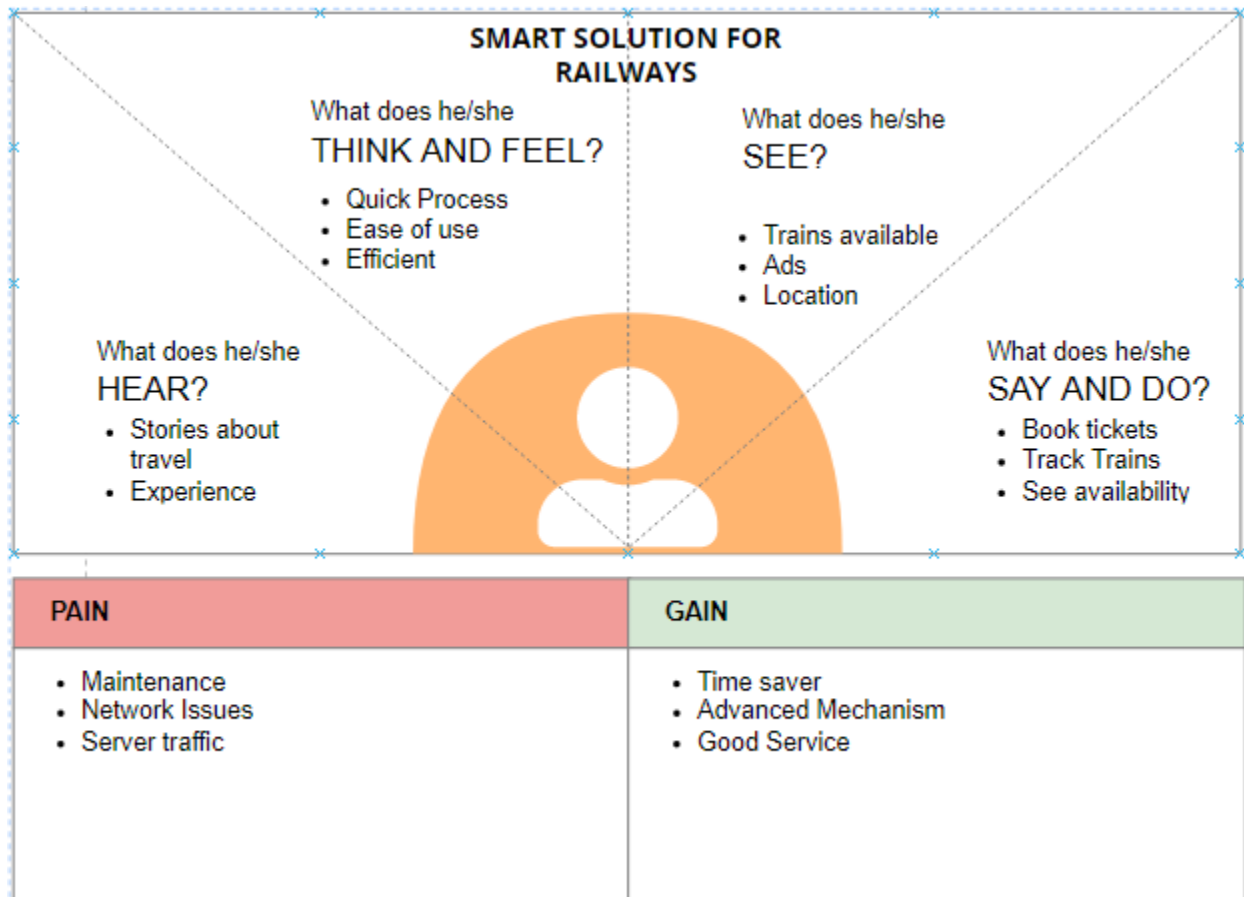 SMART SOLUTION FOR
RAILWAYS
What does he/she
THINK AND FEEL?
• Quick Process
• Ease of use
• Efficient
What does he/she
SEE?
• Trains available
• Ads
• Location
What does he/she
HEAR?
• Stories about
travel
• Experience
What does he/she
SAY AND DO?
• Book tickets
• Track Trains
• See availability
PAIN
• Maintenance
• Network Issues
• Server traffic
GAIN
• Time saver
• Advanced Mechanism
• Good Service